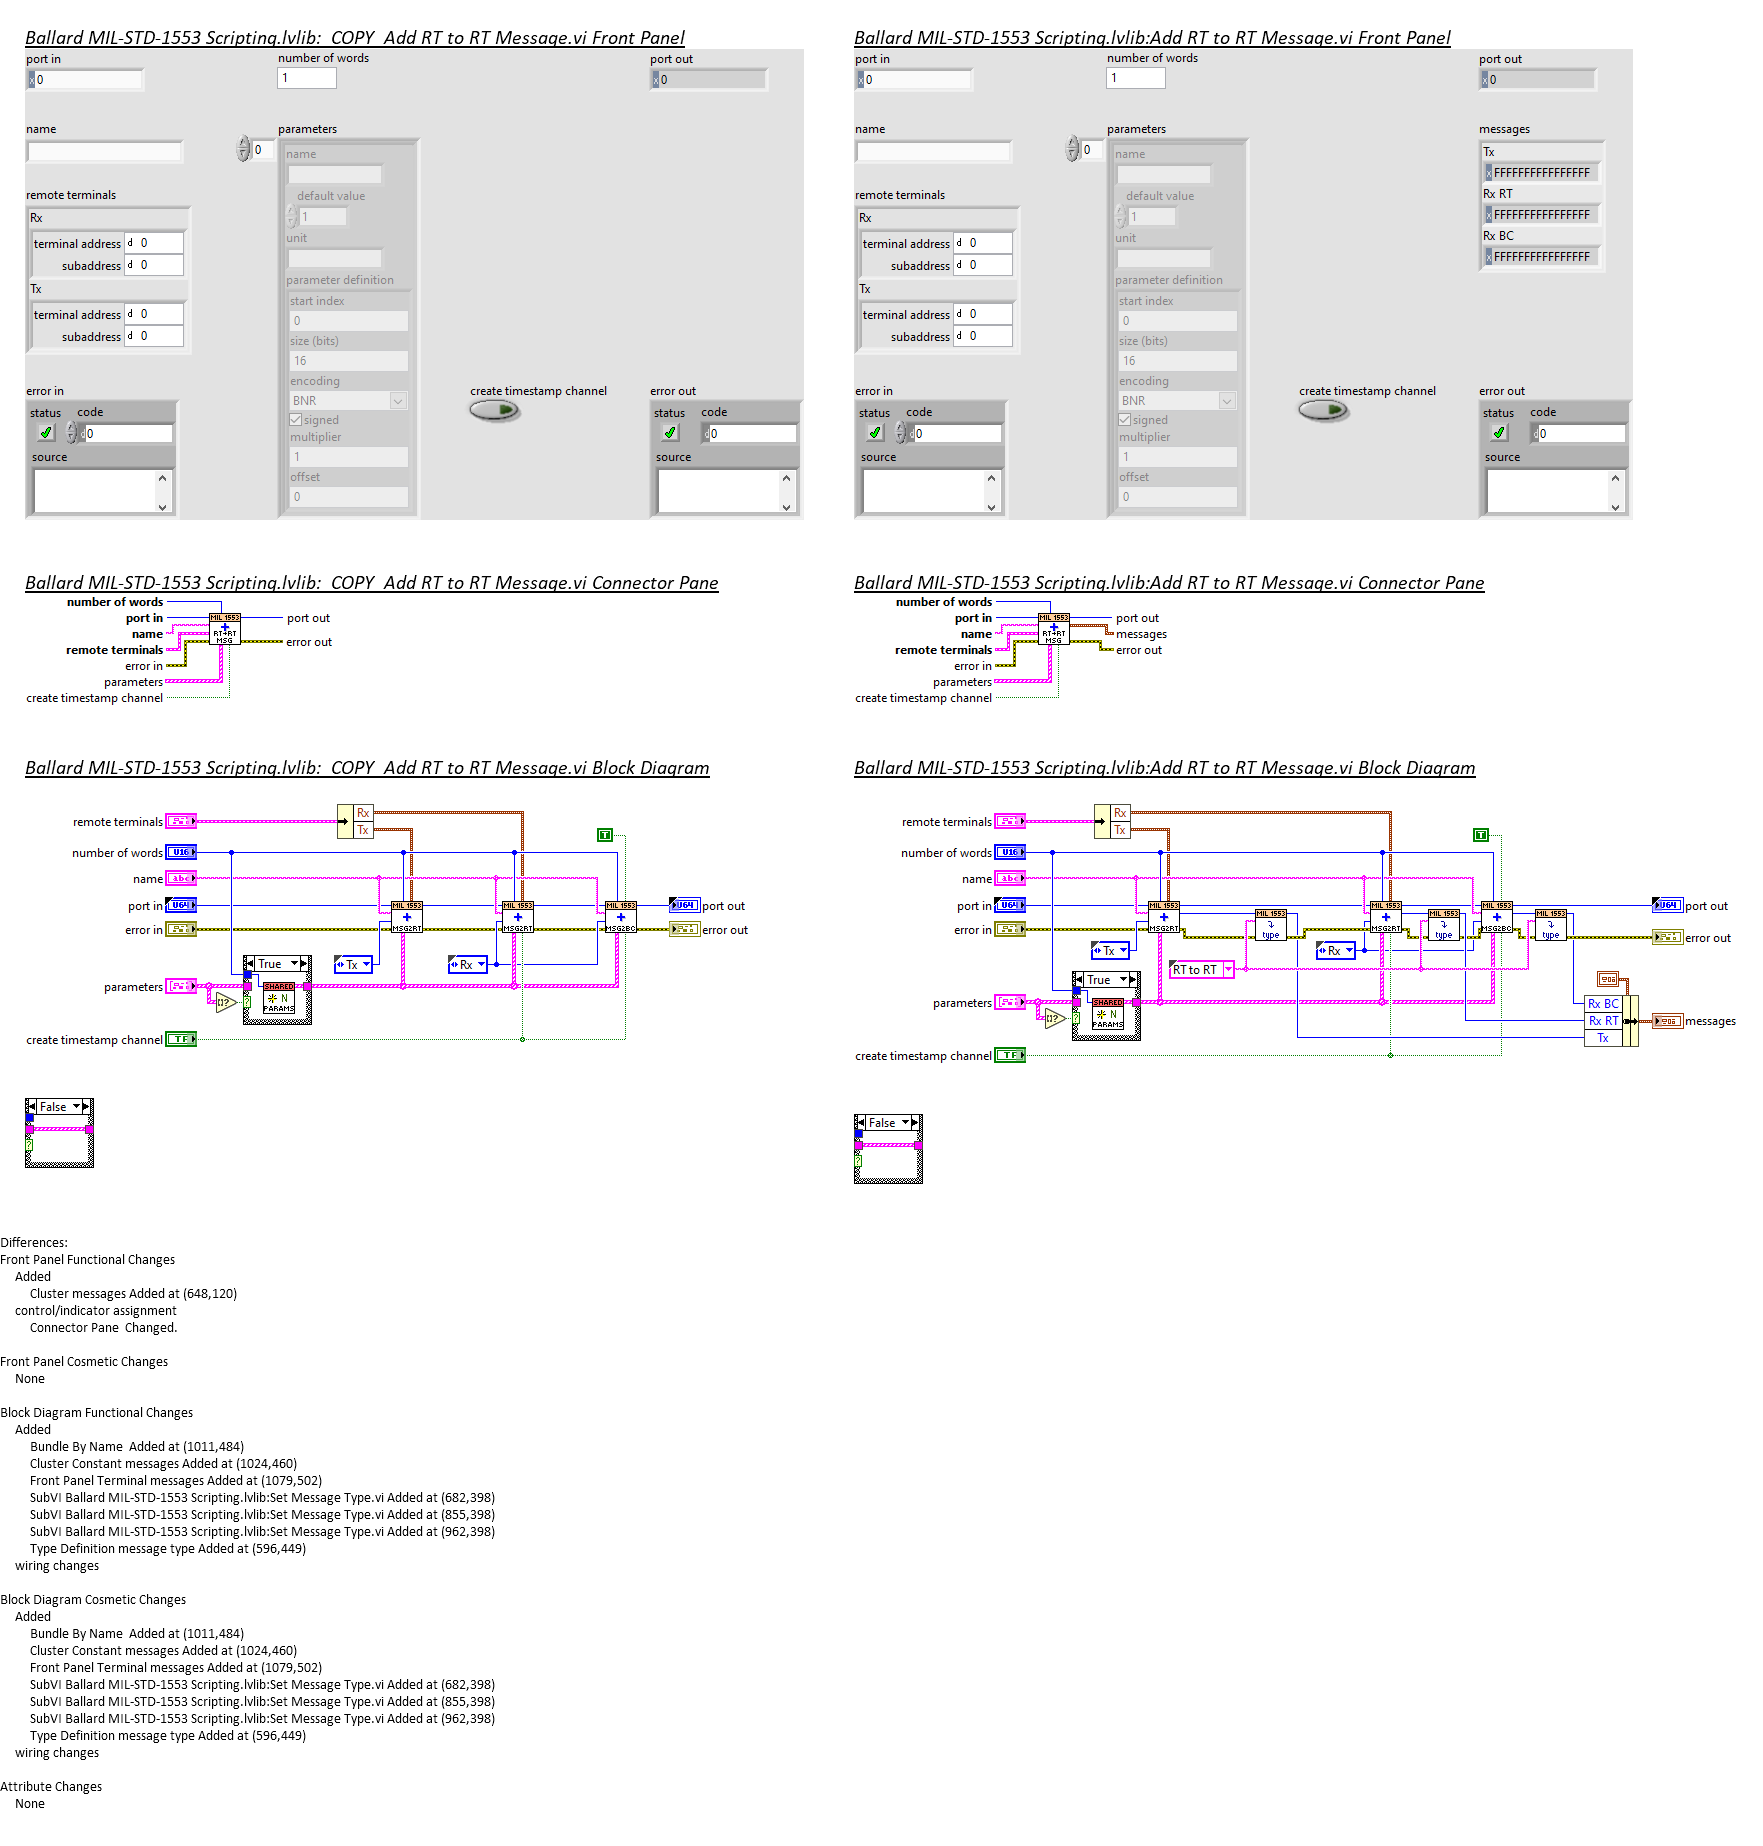 Ballard MIL-STD-1553 Scripting.lvlib:  COPY  Add RT to RT Message.vi Front Panel
port in
x 0
number of words
1
port out
x 0
name
0
parameters
name
default value
1
unit
parameter definition
start index
0
size (bits)
16
encoding
BNR
signed
multiplier
1
offset
0
remote terminals
Rx
terminal address d 0
subaddress d 0
Tx
terminal address d 0
subaddress d 0
error in
status code
d 0
source
create timestamp channel
error out
status code
d 0
source
Ballard MIL-STD-1553 Scripting.lvlib:Add RT to RT Message.vi Front Panel
port in
x 0
number of words
1
port out
x 0
name
0
parameters
name
default value
1
unit
parameter definition
start index
0
size (bits)
16
encoding
BNR
signed
multiplier
1
offset
0
messages
Tx
x FFFFFFFFFFFFFFFF
Rx RT
x FFFFFFFFFFFFFFFF
Rx BC
x FFFFFFFFFFFFFFFF
remote terminals
Rx
terminal address d 0
subaddress d 0
Tx
terminal address d 0
subaddress d 0
error in
status code
d 0
source
create timestamp channel
error out
status code
d 0
source
Ballard MIL-STD-1553 Scripting.lvlib:  COPY  Add RT to RT Message.vi Connector Pane
number of words
port in
name
remote terminals
error in
parameters
create timestamp channel
MIL 1553
RT→RT
MSG
port out
error out
Ballard MIL-STD-1553 Scripting.lvlib:Add RT to RT Message.vi Connector Pane
number of words
port in
name
remote terminals
error in
parameters
create timestamp channel
MIL 1553
RT→RT
MSG
port out
messages
error out
Ballard MIL-STD-1553 Scripting.lvlib:  COPY  Add RT to RT Message.vi Block Diagram
remote terminals
Rx
Tx
T
number of words U16
name abc
port in U64
MIL 1553
MSG2RT
MIL 1553
MSG2RT
MIL 1553
MSG2BC
U64 port out
error in
error out
True
Tx
Rx
parameters
SHARED
N
PARAMS
create timestamp channel TF
False
Ballard MIL-STD-1553 Scripting.lvlib:Add RT to RT Message.vi Block Diagram
remote terminals
Rx
Tx
T
number of words U16
name abc
port in U64
MIL 1553
MSG2RT
MIL 1553
type
MIL 1553
MSG2RT
MIL 1553
type
MIL 1553
MSG2BC
MIL 1553
type
U64 port out
error in
error out
Tx
Rx
RT to RT
True
parameters
SHARED
N
PARAMS
Rx BC
Rx RT
Tx
messages
create timestamp channel TF
False
Differences:
Front Panel Functional Changes
Added
Cluster messages Added at (648,120)
control/indicator assignment
Connector Pane  Changed.
Front Panel Cosmetic Changes
None
Block Diagram Functional Changes
Added
Bundle By Name  Added at (1011,484)
Cluster Constant messages Added at (1024,460)
Front Panel Terminal messages Added at (1079,502)
SubVI Ballard MIL-STD-1553 Scripting.lvlib:Set Message Type.vi Added at (682,398)
SubVI Ballard MIL-STD-1553 Scripting.lvlib:Set Message Type.vi Added at (855,398)
SubVI Ballard MIL-STD-1553 Scripting.lvlib:Set Message Type.vi Added at (962,398)
Type Definition message type Added at (596,449)
wiring changes
Block Diagram Cosmetic Changes
Added
Bundle By Name  Added at (1011,484)
Cluster Constant messages Added at (1024,460)
Front Panel Terminal messages Added at (1079,502)
SubVI Ballard MIL-STD-1553 Scripting.lvlib:Set Message Type.vi Added at (682,398)
SubVI Ballard MIL-STD-1553 Scripting.lvlib:Set Message Type.vi Added at (855,398)
SubVI Ballard MIL-STD-1553 Scripting.lvlib:Set Message Type.vi Added at (962,398)
Type Definition message type Added at (596,449)
wiring changes
Attribute Changes
None